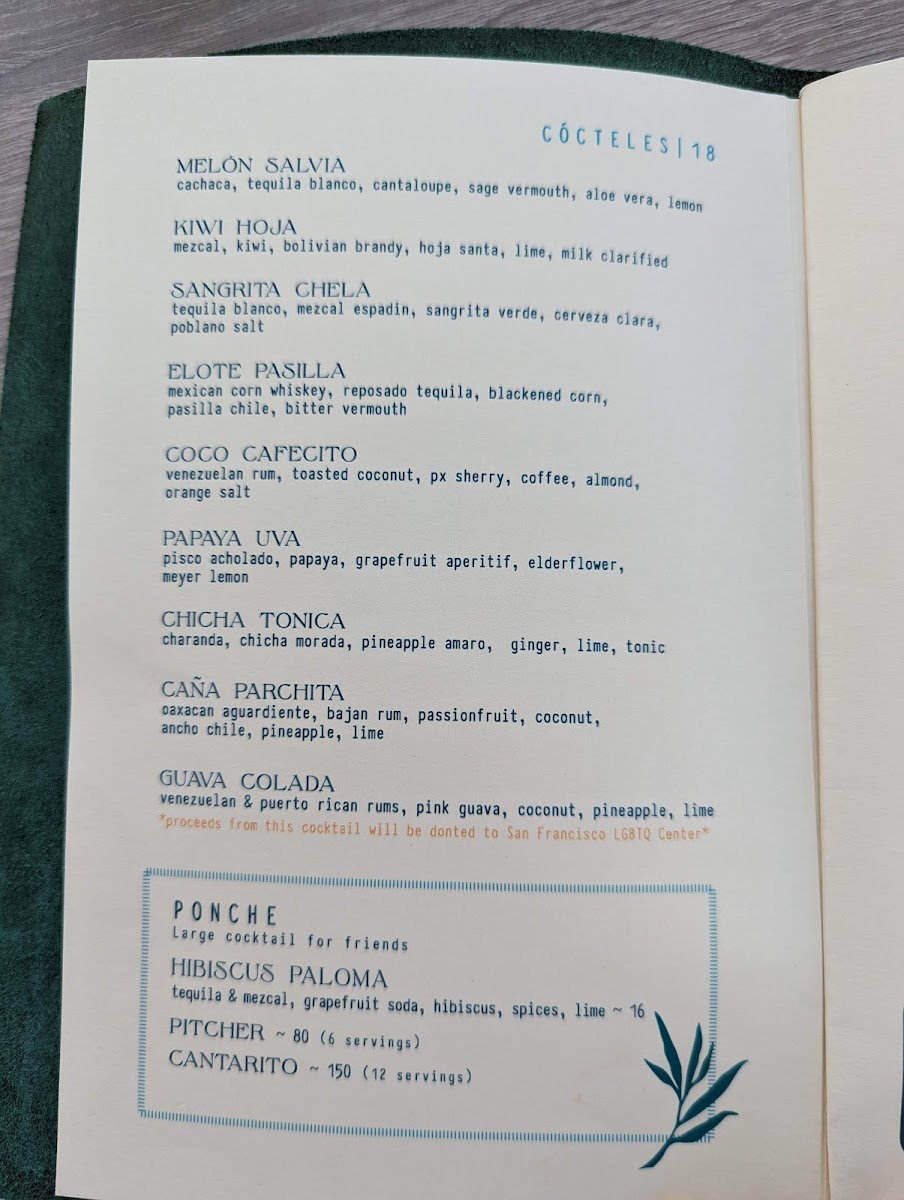 CÓCTELES|18
MELÓN SALVIA
cachaca, tequila blanco, cantaloupe, sage vermouth, aloe vera, lemon
KIWI HOJA
mezcal, kiwi, bolivian brandy, hoja santa, lime, milk clarified
SANGRITA CHELA
tequila blanco, mezcal espadin, sangrita verde, cerveza clara,
poblano salt
ELOTE PASILLA
mexican corn whiskey, reposado tequila, blackened corn,
pasilla chile, bitter vermouth
COCO CAFECITO
venezuelan rum, toasted coconut, px sherry, coffee, almond,
orange salt
PAPAYA UVA
pisco acholado, papaya, grapefruit aperitif, elderflower,
meyer lemon
CHICHA TONICA
charanda, chicha morada, pineapple amaro, ginger, lime, tonic
CAÑA PARCHITA
oaxacan aguardiente, bajan rum, passionfruit, coconut,
ancho chile, pineapple, lime
GUAVA COLADA
venezuelan & puerto rican rums, pink guava, coconut, pineapple, lime
*proceeds from this cocktail will be donted to San Francisco LGBTQ Center*
PONCHE
Large cocktail for friends
HIBISCUS PALOMA
tequila & mezcal, grapefruit soda, hibiscus, spices, lime ~ 16
PITCHER ~ 80 (6 servings)
CANTARITO ~ 150 (12 servings)